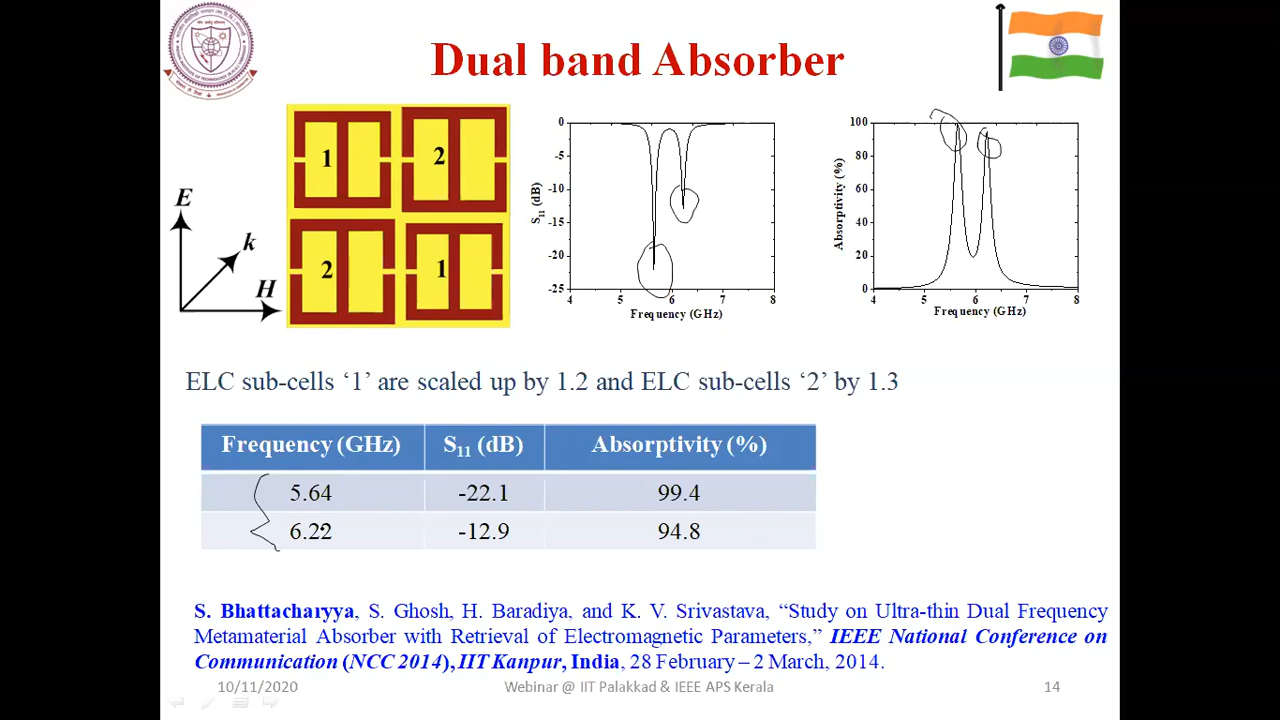 Dual band Absorber
1
2
2
1
E
k
H
0
-5
-10
-15
-20
-25
S11 (dB)
4
5
6
7
8
Frequency (GHz)
100
80
60
40
20
0
Absorptivity (%)
4
5
6
7
8
Frequency (GHz)
ELC sub-cells ‘1’ are scaled up by 1.2 and ELC sub-cells ‘2’ by 1.3
Frequency (GHz) S11 (dB) Absorptivity (%)
5.64 -22.1 99.4
6.22 -12.9 94.8
S. Bhattacharyya, S. Ghosh, H. Baradiya, and K. V. Srivastava, “Study on Ultra-thin Dual Frequency
Metamaterial Absorber with Retrieval of Electromagnetic Parameters,” IEEE National Conference on
Communication (NCC 2014), IIT Kanpur, India, 28 February – 2 March, 2014.
10/11/2020 Webinar @ IIT Palakkad & IEEE APS Kerala 14